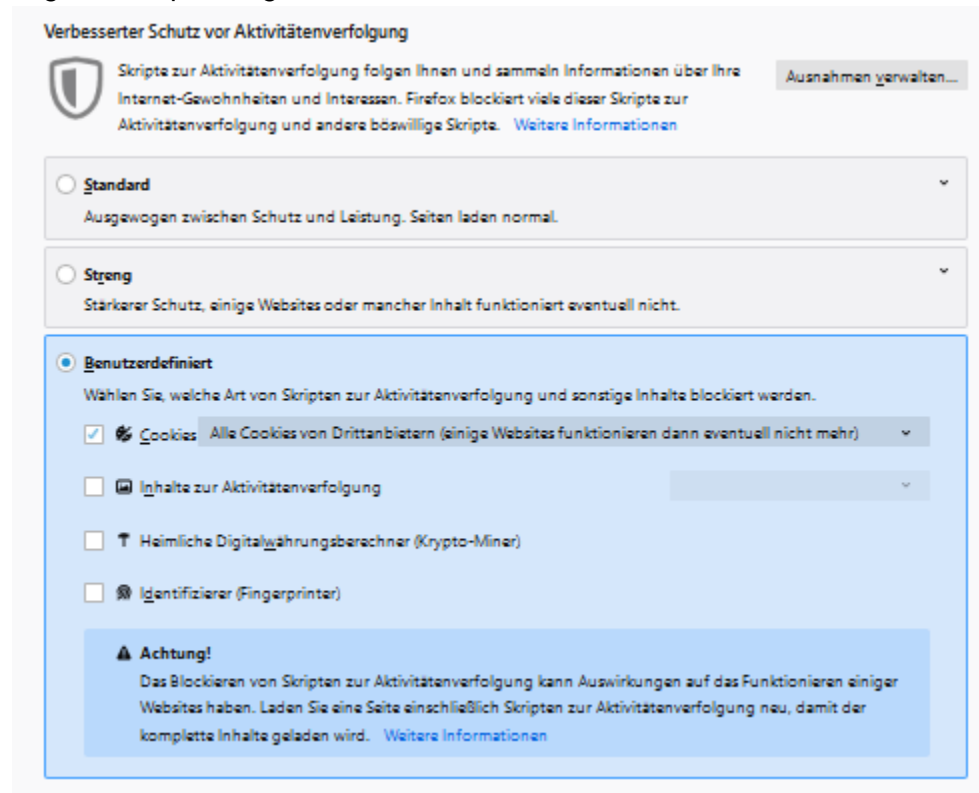 Verbesserter Schutz vor Aktivitätenverfolgung
Skripte zur Aktivitätenverfolgung folgen Ihnen und sammeln Informationen über Ihre
Internet-Gewohnheiten und Interessen. Firefox blockiert viele dieser Skripte zur
Aktivitätenverfolgung und andere böswillige Skripte. Weitere Informationen
Ausnahmen verwalten...
Standard
Ausgewogen zwischen Schutz und Leistung. Seiten laden normal.
Streng
Stärkerer Schutz, einige Websites oder mancher Inhalt funktioniert eventuell nicht.
Benutzerdefiniert
Wählen Sie, welche Art von Skripten zur Aktivitätenverfolgung und sonstige Inhalte blockiert werden.
Cookies Alle Cookies von Drittanbietern (einige Websites funktionieren dann eventuell nicht mehr)
Inhalte zur Aktivitätenverfolgung
Heimliche Digitalwährungsberechner (Krypto-Miner)
Identifizierer (Fingerprinter)
Achtung!
Das Blockieren von Skripten zur Aktivitätenverfolgung kann Auswirkungen auf das Funktionieren einiger
Websites haben. Laden Sie eine Seite einschließlich Skripten zur Aktivitätenverfolgung neu, damit der
komplette Inhalte geladen wird. Weitere Informationen